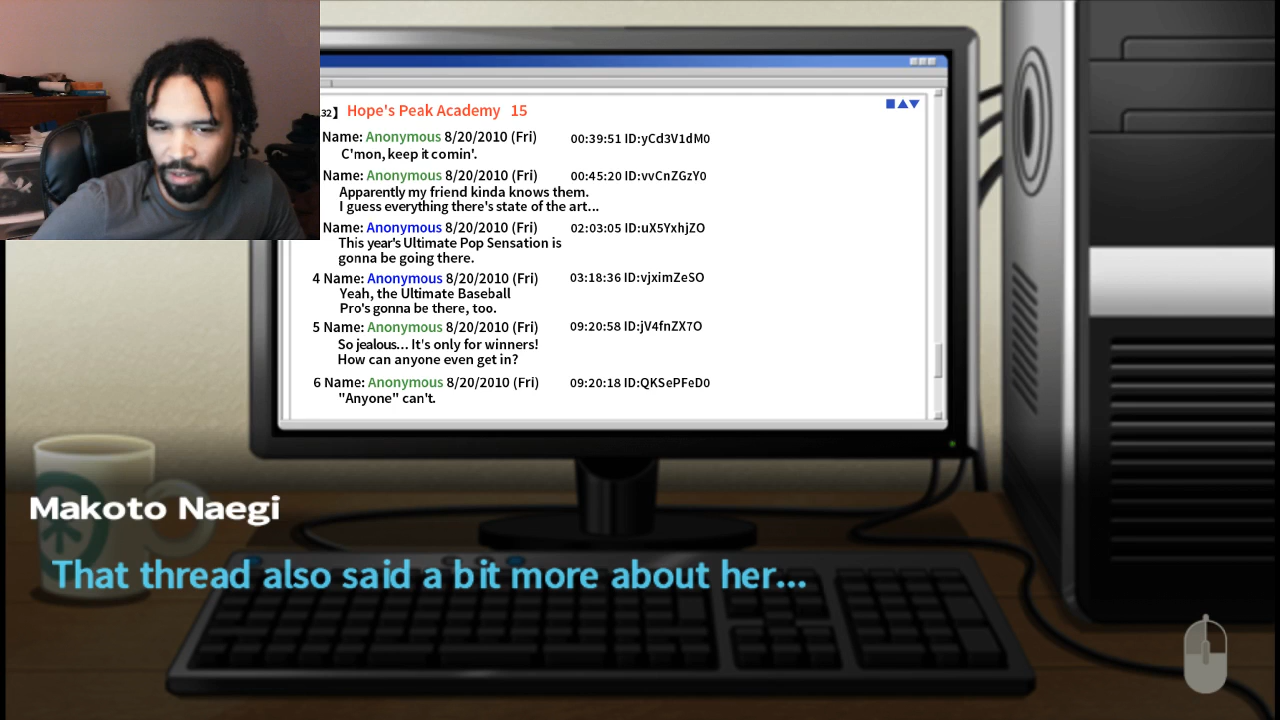 32】 Hope's Peak Academy 15
Name: Anonymous 8/20/2010 (Fri) 00:39:51 ID:yCd3V1dM0
C'mon, keep it comin'.
Name: Anonymous 8/20/2010 (Fri) 00:45:20 ID:vvCnZGzY0
Apparently my friend kinda knows them.
I guess everything there's state of the art...
Name: Anonymous 8/20/2010 (Fri) 02:03:05 ID:uX5YxhjZO
This year's Ultimate Pop Sensation is
gonna be going there.
4 Name: Anonymous 8/20/2010 (Fri) 03:18:36 ID:vjximZeSO
Yeah, the Ultimate Baseball
Pro's gonna be there, too.
5 Name: Anonymous 8/20/2010 (Fri) 09:20:58 ID:jV4fnZX7O
So jealous... It's only for winners!
How can anyone even get in?
6 Name: Anonymous 8/20/2010 (Fri) 09:20:18 ID:QKSePFeD0
"Anyone" can't.
Makoto Naegi
That thread also said a bit more about her...